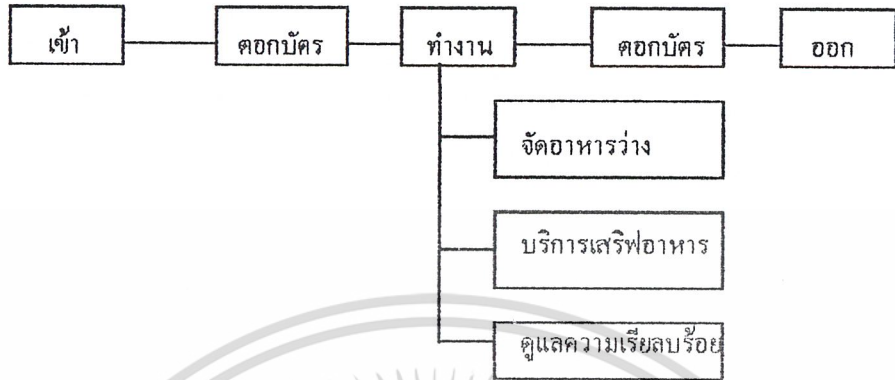 เข้า
ตอกบัตร
ทำงาน
ตอกบัตร
ออก
จัดอาหารว่าง
บริการเสริฟอาหาร
ดูแลความเรียลบร้อย